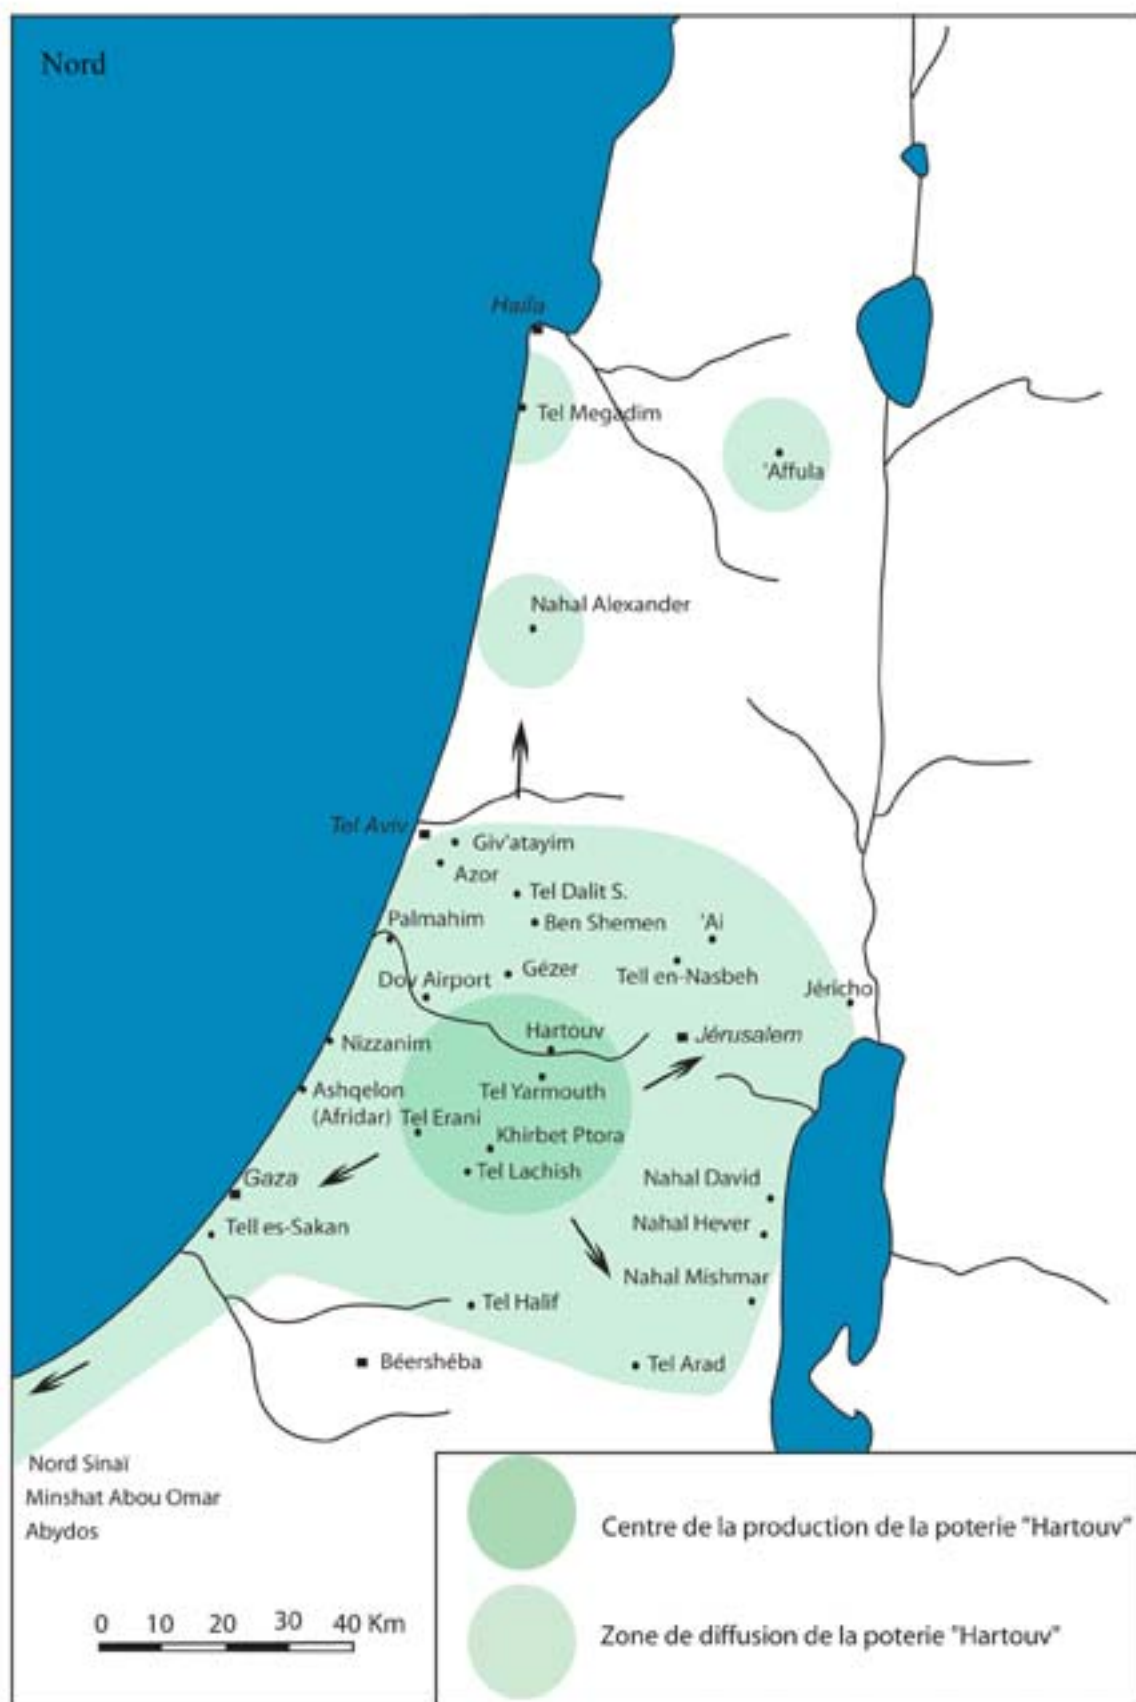 Nord
Haifa
Tel Megadim
'Affula
Nahal Alexander
Tel Aviv
Giv'atayim
Azor
Tel Dalit S.
Palmahim
Ben Shemen
'Ai
Gézer
Tell en-Nasbeh
Dov Airport
Jéricho
Hartouv
Jérusalem
Nizzanim
Ashqelon
(Afridar)
Tel Yarmouth
Tel Erani
Khirbet Ptora
Tel Lachish
Gaza
Nahal David
Tell es-Sakan
Nahal Hever
Nahal Mishmar
Tel Halif
Béershéba
Tel Arad
Nord Sinaï
Minshat Abou Omar
Abydos
0 10 20 30 40 Km
Centre de la production de la poterie "Hartouv"
Zone de diffusion de la poterie "Hartouv"